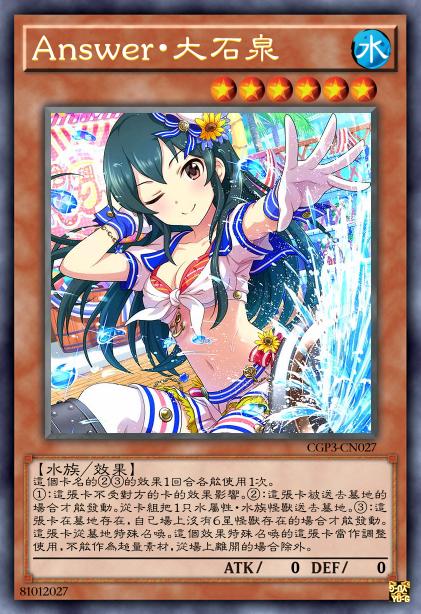 Answer·大石泉
水
CGP3-CN027
【水族/效果】
這個卡名的②③的效果1回合各能使用1次。
①:這張卡不受對方的卡的效果影響。②:這張卡被送去墓地的
場合才能發動。從卡組把1只水屬性·水族怪獸送去墓地。③:這
張卡在墓地存在，自己場上沒有6星怪獸存在的場合才能發動。
這張卡從墓地特殊召喚。這個效果特殊召喚的這張卡當作調整
使用，不能作為超量素材，從場上離開的場合除外。
ATK/ 0 DEF/ 0
81012027